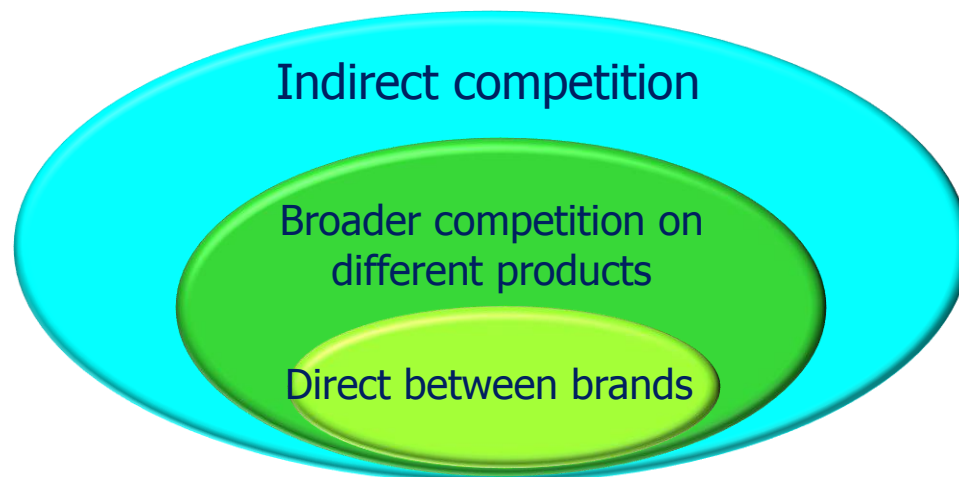 Indirect competition
Broader competition on
different products
Direct between brands